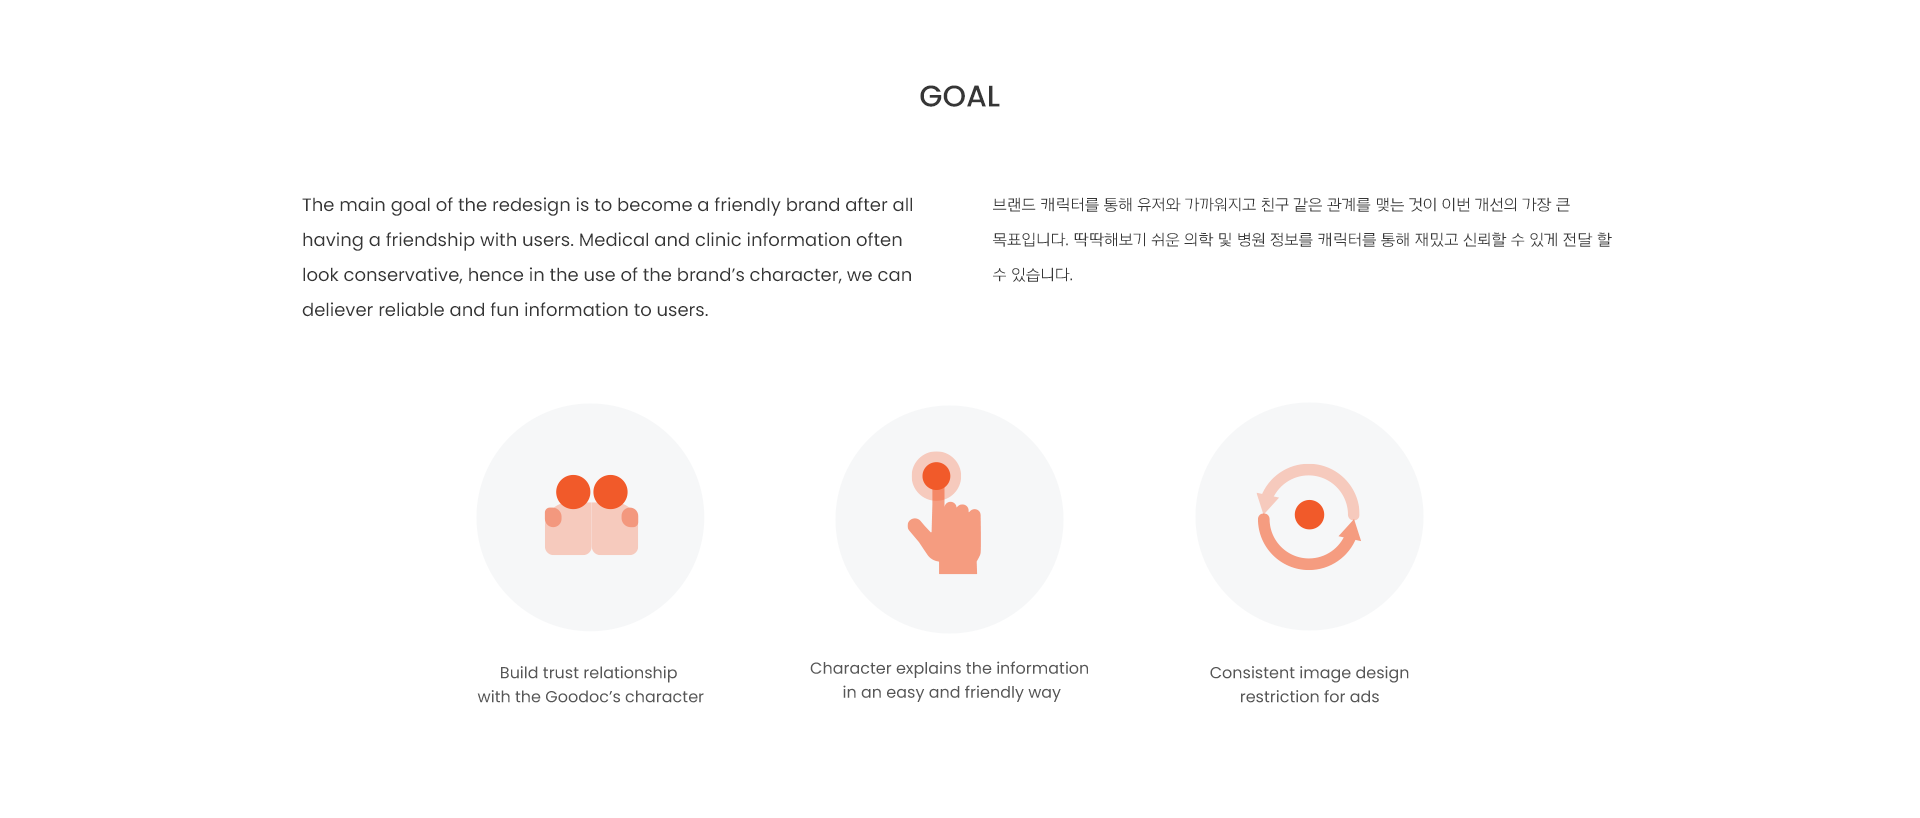 GOAL
The main goal of the redesign is to become a friendly brand after all
having a friendship with users. Medical and clinic information often
look conservative, hence in the use of the brand’s character, we can
deliever reliable and fun information to users.
브랜드 캐릭터를 통해 유저와 가까워지고 친구 같은 관계를 맺는 것이 이번 개선의 가장 큰
목표입니다. 딱딱해보기 쉬운 의학 및 병원 정보를 캐릭터를 통해 재밌고 신뢰할 수 있게 전달 할
수 있습니다.
Build trust relationship
with the Goodoc’s character
Character explains the information
in an easy and friendly way
Consistent image design
restriction for ads